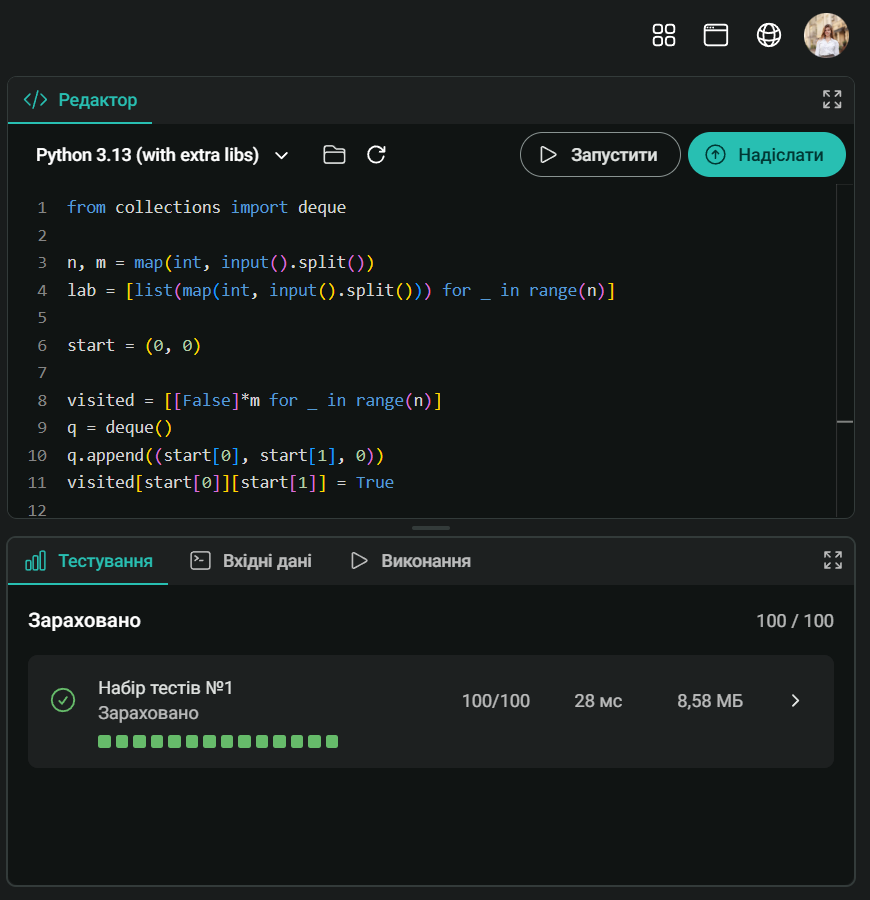 </> Редактор
Python 3.13 (with extra libs) Запустити Надіслати
1 from collections import deque
2
3 n, m = map(int, input().split())
4 lab = [list(map(int, input().split())) for _ in range(n)]
5
6 start = (0, 0)
7
8 visited = [[False]*m for _ in range(n)]
9 q = deque()
10 q.append((start[0], start[1], 0))
11 visited[start[0]][start[1]] = True
12
Тестування Вхідні дані Виконання
Зараховано 100 / 100
Набір тестів №1
Зараховано
100/100 28 мс 8,58 МБ